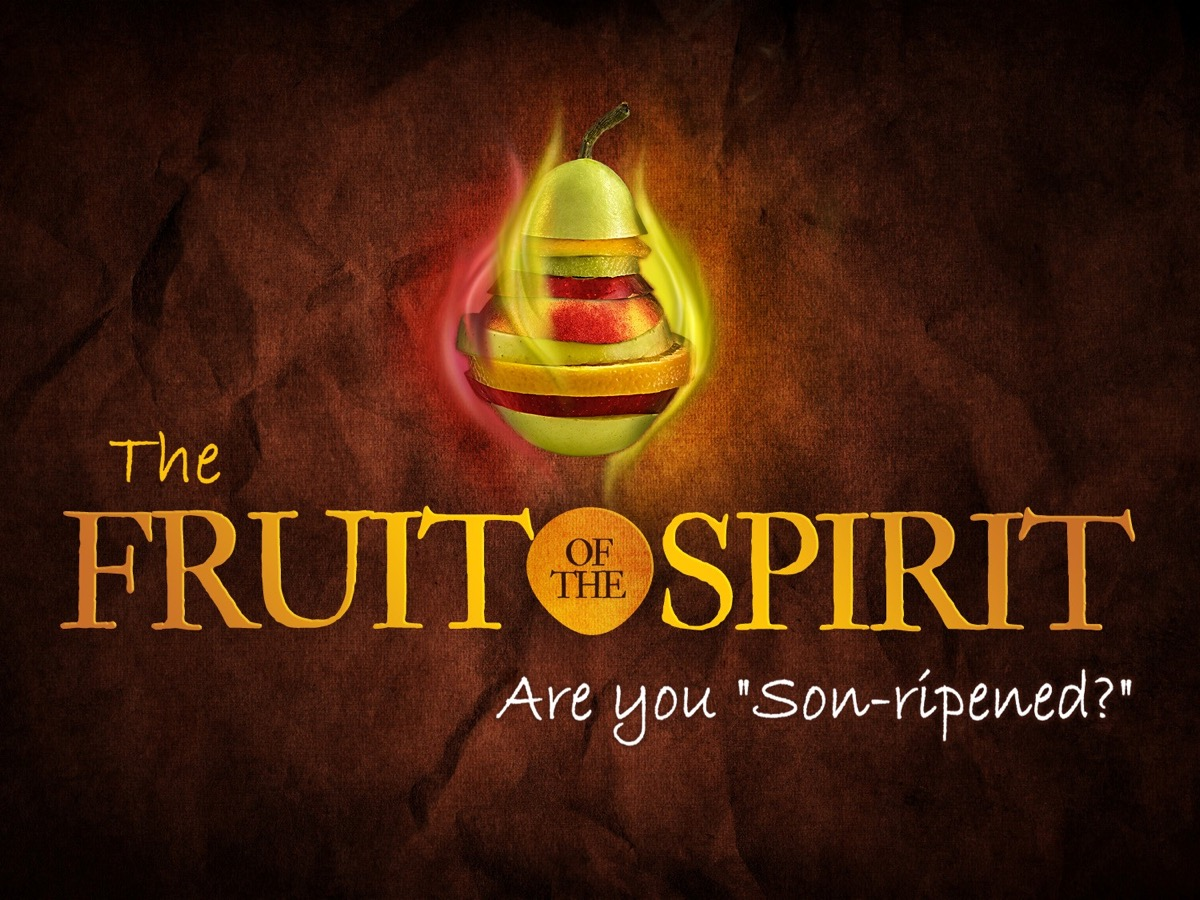 The
FRUIT OF THE SPIRIT
Are you "Son-ripened?"